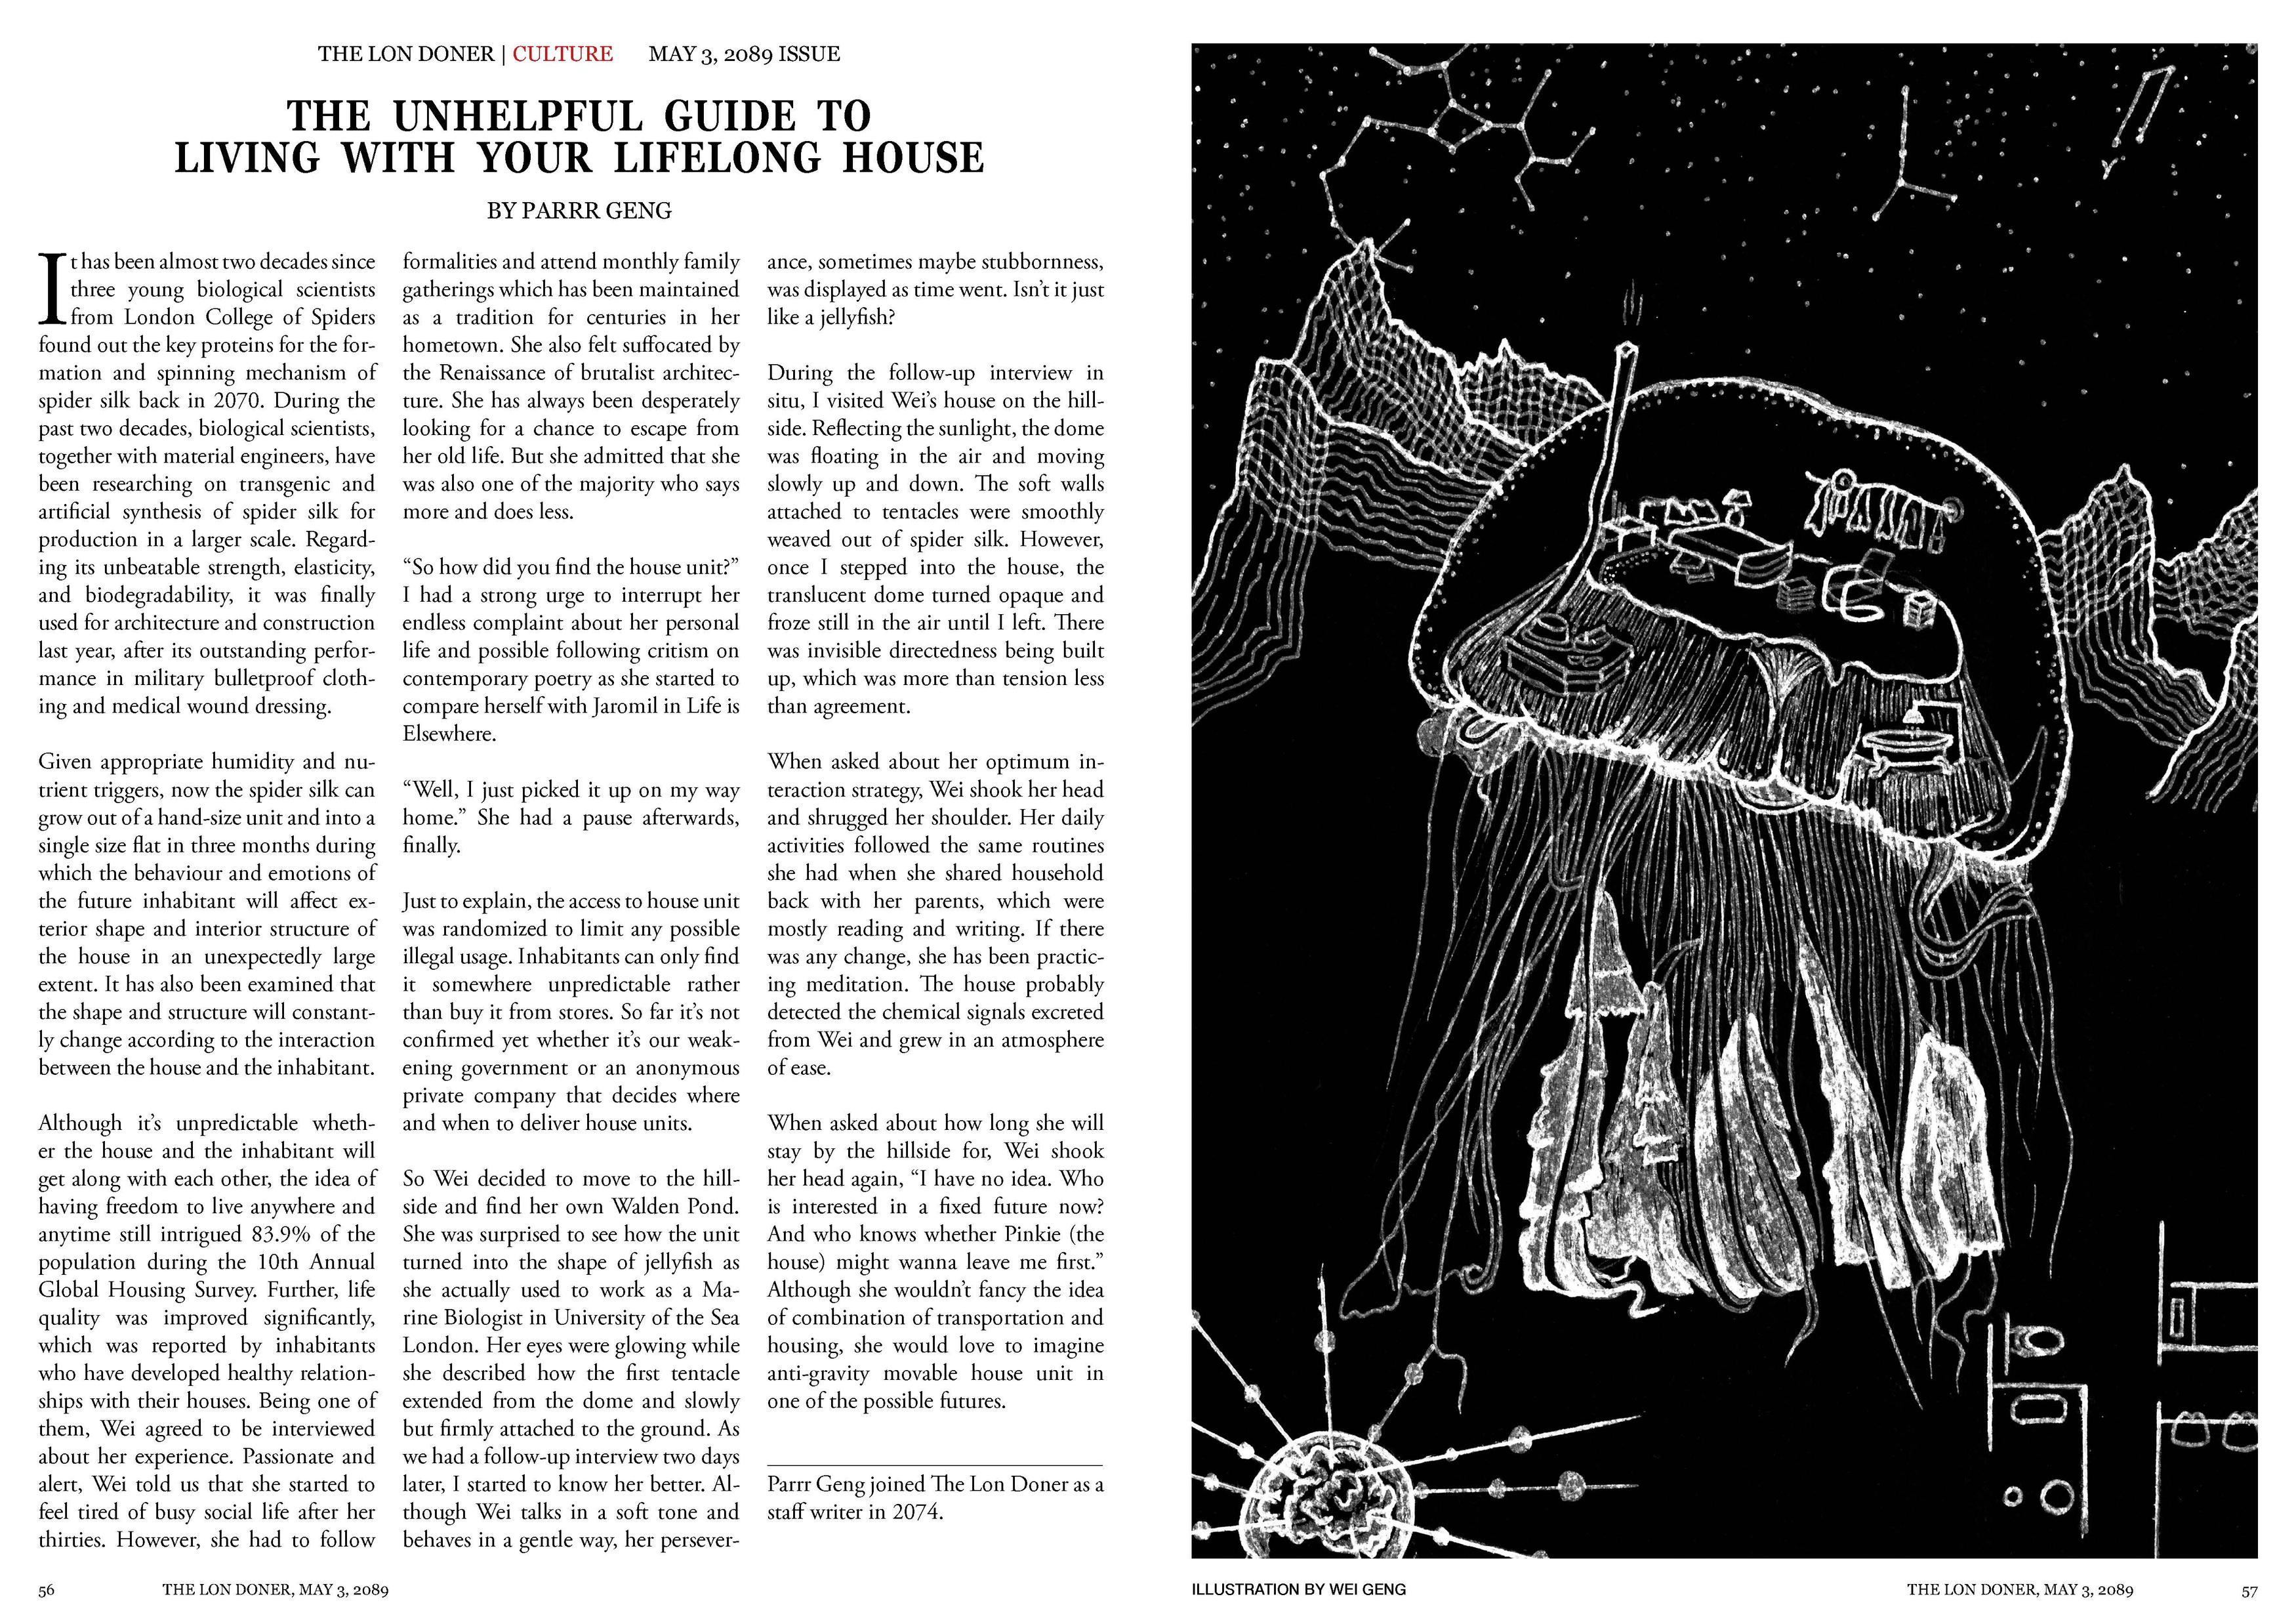 THE LON DONER | CULTURE MAY 3, 2089 ISSUE
THE UNHELPFUL GUIDE TO
LIVING WITH YOUR LIFELONG HOUSE
BY PARRR GENG
It has been almost two decades since
three young biological scientists
from London College of Spiders
found out the key proteins for the for-
mation and spinning mechanism of
spider silk back in 2070. During the
past two decades, biological scientists,
together with material engineers, have
been researching on transgenic and
artificial synthesis of spider silk for
production in a larger scale. Regard-
ing its unbeatable strength, elasticity,
and biodegradability, it was finally
used for architecture and construction
last year, after its outstanding perfor-
mance in military bulletproof cloth-
ing and medical wound dressing.
Given appropriate humidity and nu-
trient triggers, now the spider silk can
grow out of a hand-size unit and into a
single size flat in three months during
which the behaviour and emotions of
the future inhabitant will affect ex-
terior shape and interior structure of
the house in an unexpectedly large
extent. It has also been examined that
the shape and structure will constant-
ly change according to the interaction
between the house and the inhabitant.
Although it's unpredictable wheth-
er the house and the inhabitant will
get along with each other, the idea of
having freedom to live anywhere and
anytime still intrigued 83.9% of the
population during the 10th Annual
Global Housing Survey. Further, life
quality was improved significantly,
which was reported by inhabitants
who have developed healthy relation-
ships with their houses. Being one of
them, Wei agreed to be interviewed
about her experience. Passionate and
alert, Wei told us that she started to
feel tired of busy social life after her
thirties. However, she had to follow
formalities and attend monthly family
gatherings which has been maintained
as a tradition for centuries in her
hometown. She also felt suffocated by
the Renaissance of brutalist architec-
ture. She has always been desperately
looking for a chance to escape from
her old life. But she admitted that she
was also one of the majority who says
more and does less.
“So how did you find the house unit?”
I had a strong urge to interrupt her
endless complaint about her personal
life and possible following critism on
contemporary poetry as she started to
compare herself with Jaromil in Life is
Elsewhere.
“Well, I just picked it up on my way
home.” She had a pause afterwards,
finally.
Just to explain, the access to house unit
was randomized to limit any possible
illegal usage. Inhabitants can only find
it somewhere unpredictable rather
than buy it from stores. So far it's not
confirmed yet whether it's our weak-
ening government or an anonymous
private company that decides where
and when to deliver house units.
So Wei decided to move to the hill-
side and find her own Walden Pond.
She was surprised to see how the unit
turned into the shape of jellyfish as
she actually used to work as a Ma-
rine Biologist in University of the Sea
London. Her eyes were glowing while
she described how the first tentacle
extended from the dome and slowly
but firmly attached to the ground. As
we had a follow-up interview two days
later, I started to know her better. Al-
though Wei talks in a soft tone and
behaves in a gentle way, her persever-
ance, sometimes maybe stubbornness,
was displayed as time went. Isn't it just
like a jellyfish?
During the follow-up interview in
situ, I visited Wei's house on the hill-
side. Reflecting the sunlight, the dome
was floating in the air and moving
slowly up and down. The soft walls
attached to tentacles were smoothly
weaved out of spider silk. However,
once I stepped into the house, the
translucent dome turned opaque and
froze still in the air until I left. There
was invisible directedness being built
up, which was more than tension less
than agreement.
When asked about her optimum in-
teraction strategy, Wei shook her head
and shrugged her shoulder. Her daily
activities followed the same routines
she had when she shared household
back with her parents, which were
mostly reading and writing. If there
was any change, she has been practic-
ing meditation. The house probably
detected the chemical signals excreted
from Wei and grew in an atmosphere
of ease.
When asked about how long she will
stay by the hillside for, Wei shook
her head again, “I have no idea. Who
is interested in a fixed future now?
And who knows whether Pinkie (the
house) might wanna leave me first.”
Although she wouldn't fancy the idea
of combination of transportation and
housing, she would love to imagine
anti-gravity movable house unit in
one of the possible futures.
Parrr Geng joined The Lon Doner as a
staff writer in 2074.
56 THE LON DONER, MAY 3, 2089
ILLUSTRATION BY WEI GENG
THE LON DONER, MAY 3, 2089 57